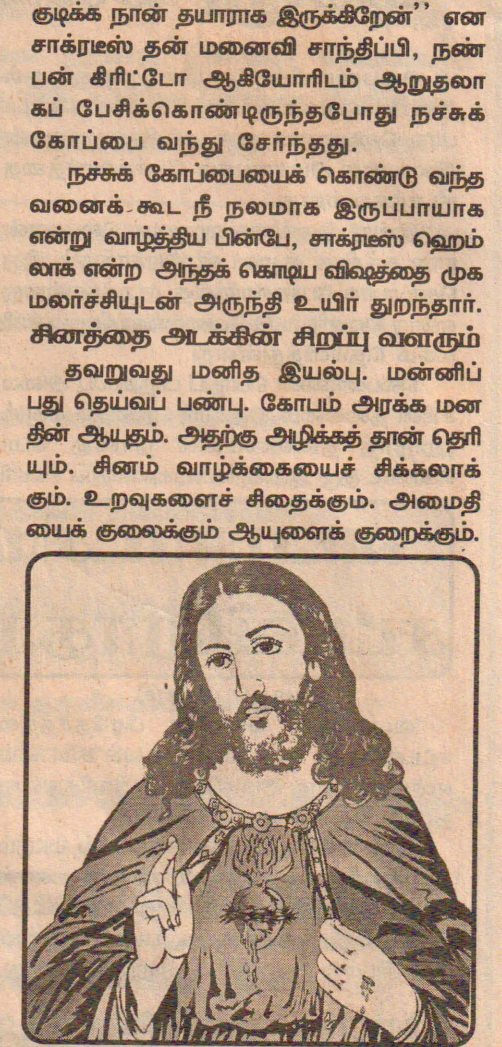 குடிக்க நான் தயாராக இருக்கிறேன்’’ என
சாக்ரடீஸ் தன் மனைவி சாந்திப்பி, நண்
பன் கிரிட்டோ ஆகியோரிடம் ஆறுதலா
கப் பேசிக்கொண்டிருந்தபோது நச்சுக்
கோப்பை வந்து சேர்ந்தது.
நச்சுக் கோப்பையைக் கொண்டு வந்த
வனைக் கூட நீ நலமாக இருப்பாயாக
என்று வாழ்த்திய பின்பே, சாக்ரடீஸ் ஹெம்
லாக் என்ற அந்தக் கொடிய விஷத்தை முக
மலர்ச்சியுடன் அருந்தி உயிர் துறந்தார்.
சினத்தை அடக்கின் சிறப்பு வளரும்
தவறுவது மனித இயல்பு. மன்னிப்
பது தெய்வப் பண்பு. கோபம் அரக்க மன
தின் ஆயுதம். அதற்கு அழிக்கத் தான் தெரி
யும். சினம் வாழ்க்கையைச் சிக்கலாக்
கும். உறவுகளைச் சிதைக்கும். அமைதி
யைக் குலைக்கும் ஆயுளைக் குறைக்கும்.